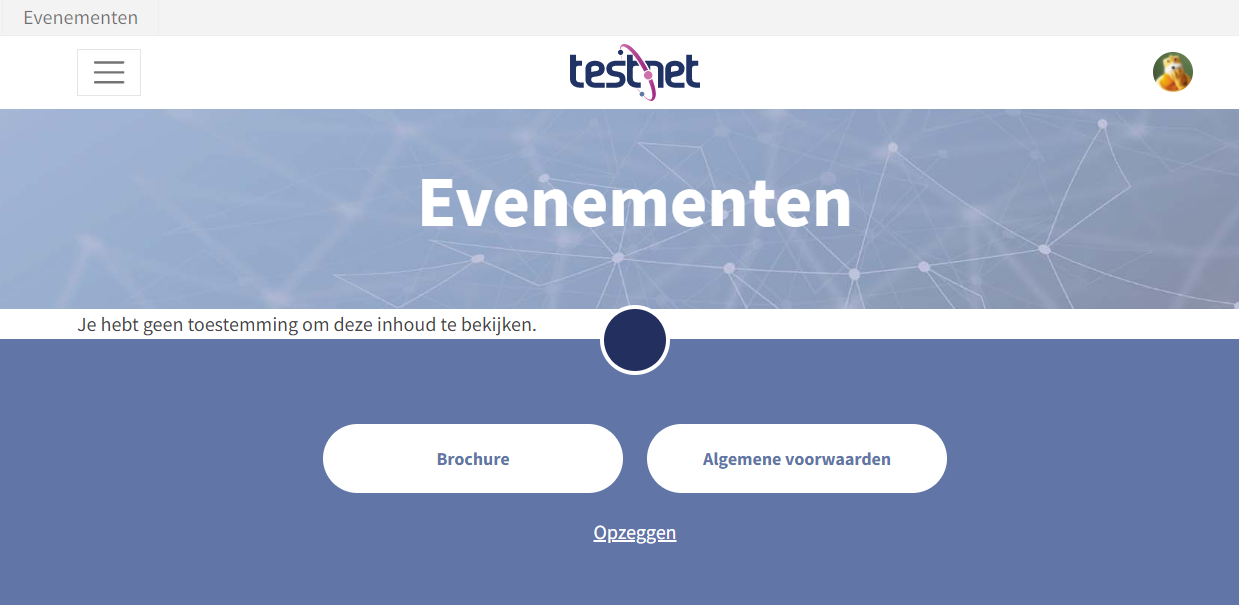 Evenementen
testnet
Evenementen
Je hebt geen toestemming om deze inhoud te bekijken.
Brochure
Algemene voorwaarden
Opzeggen